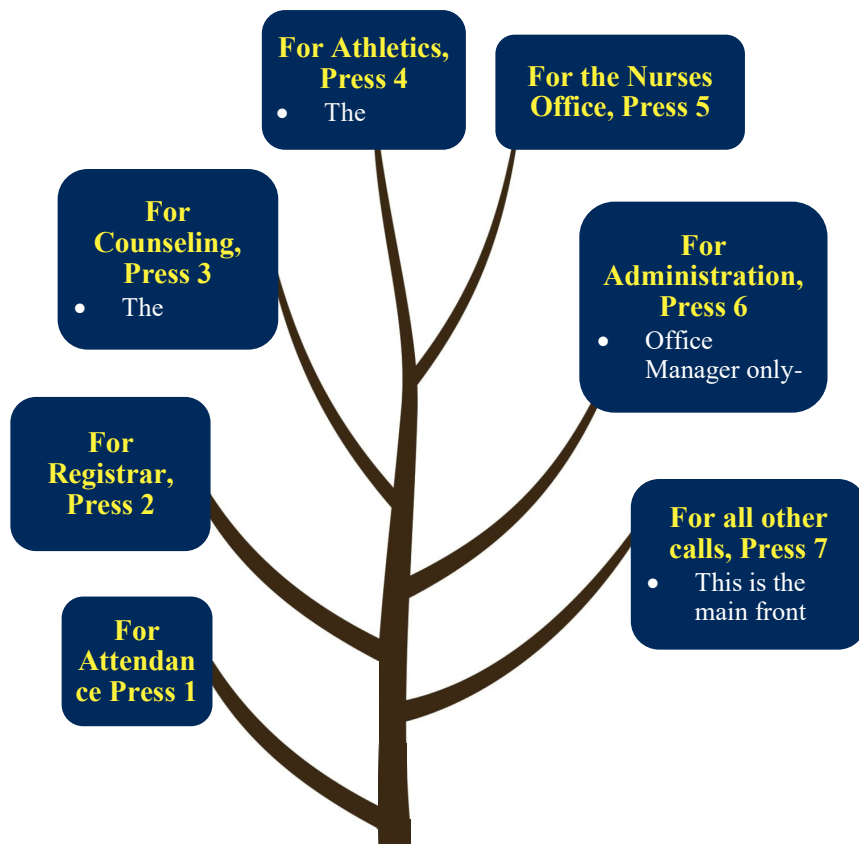 For Athletics,
Press 4
• The
For the Nurses
Office, Press 5
For
Counseling,
Press 3
• The
For
Administration,
Press 6
• Office
Manager only-
For
Registrar,
Press 2
For all other
calls, Press 7
• This is the
main front
For
Attendan
ce Press 1